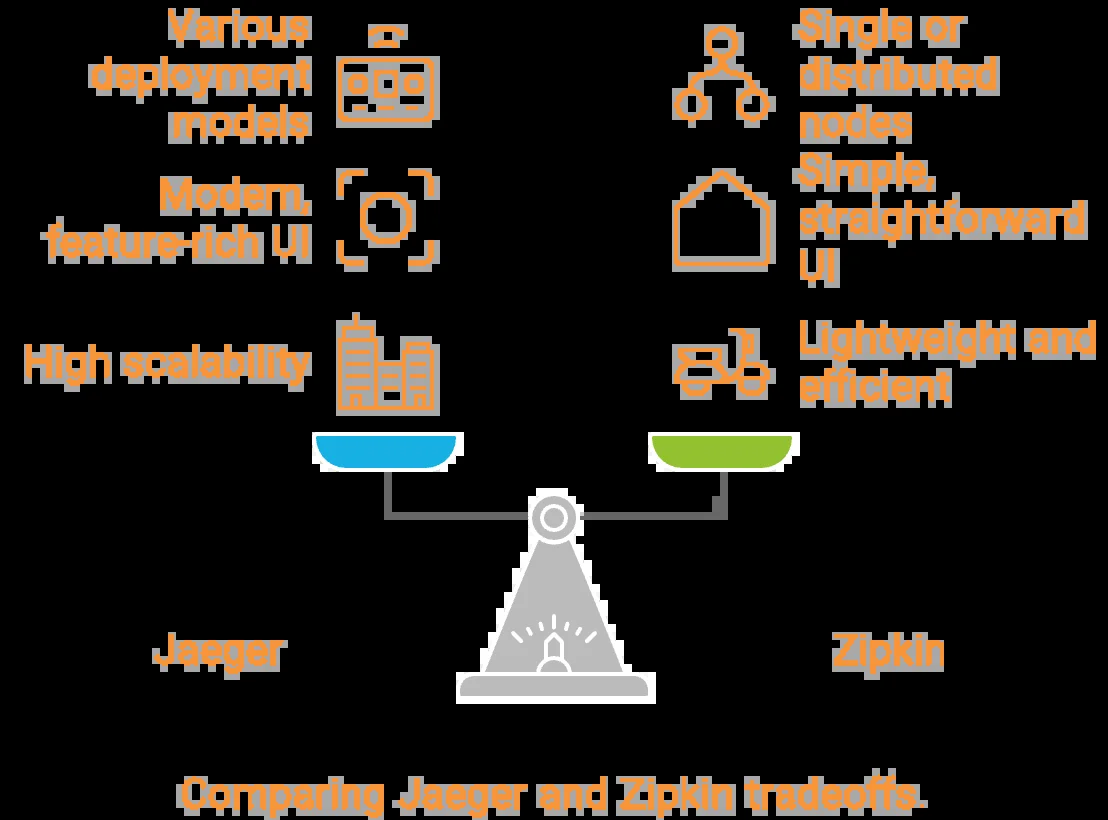 Various
deployment
models
Modern,
feature-rich UI
High scalability
Single or
distributed
nodes
Simple,
straightforward
UI
Lightweight and
efficient
Jaeger
Zipkin
Comparing Jaeger and Zipkin tradeoffs.